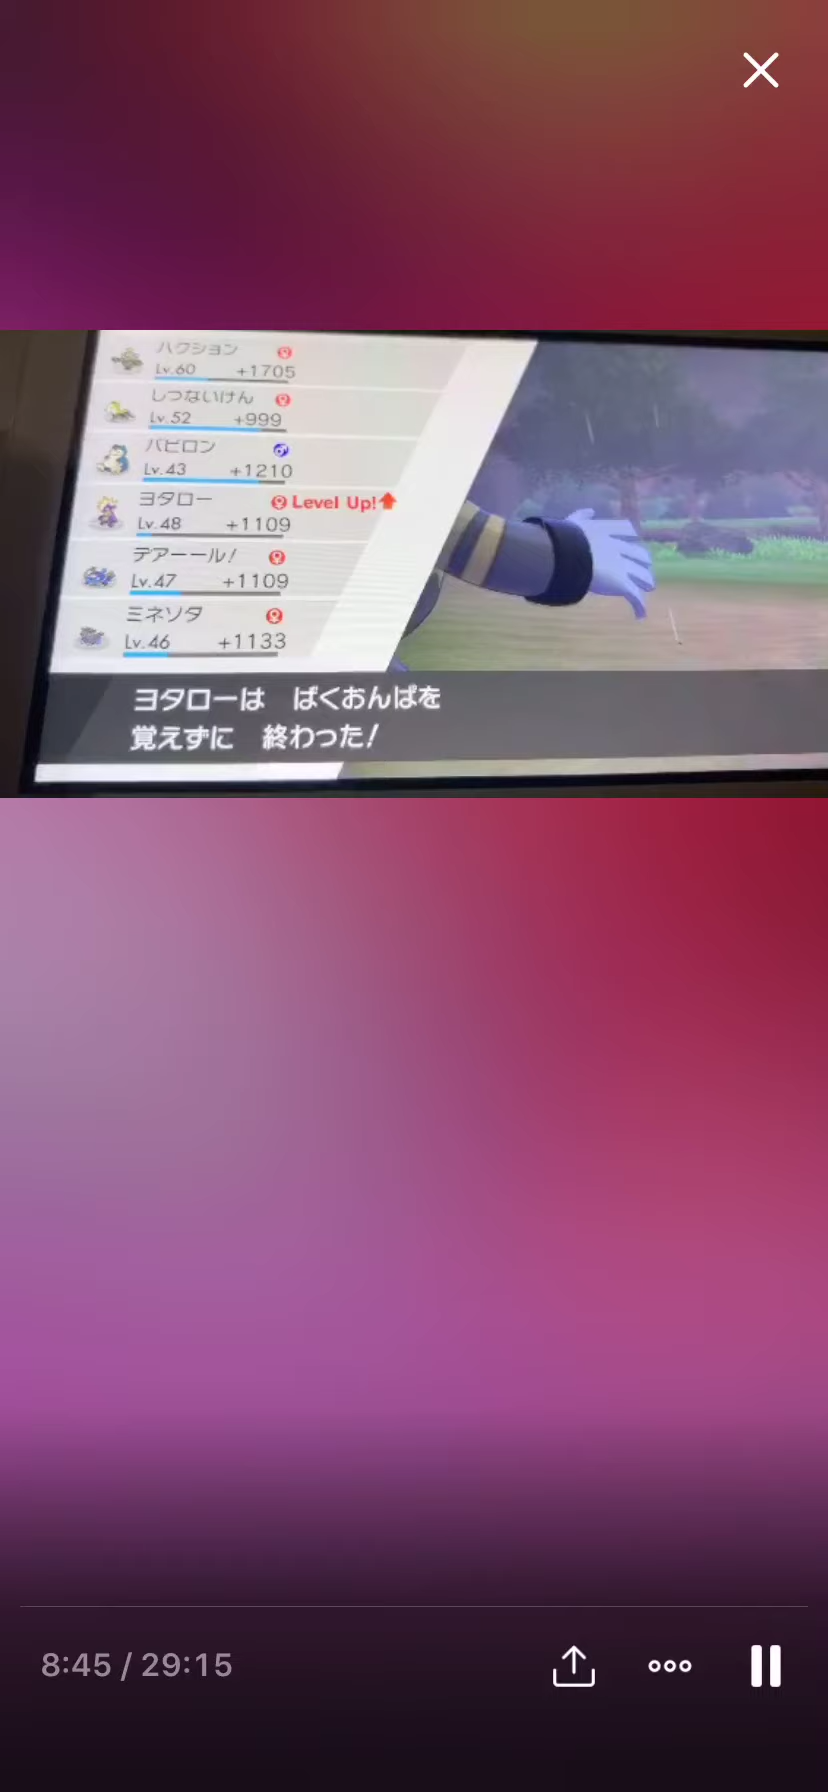 ハクション
Lv.60 +1705
しつないけん
Lv.52 +999
バビロン
Lv.43 +1210
ヨタロー Level Up!
Lv.48 +1109
デアーール!
Lv.47 +1109
ミネソタ
Lv.46 +1133
ヨタローは ばくおんぱを
覚えずに 終わった!
8:45 / 29:15